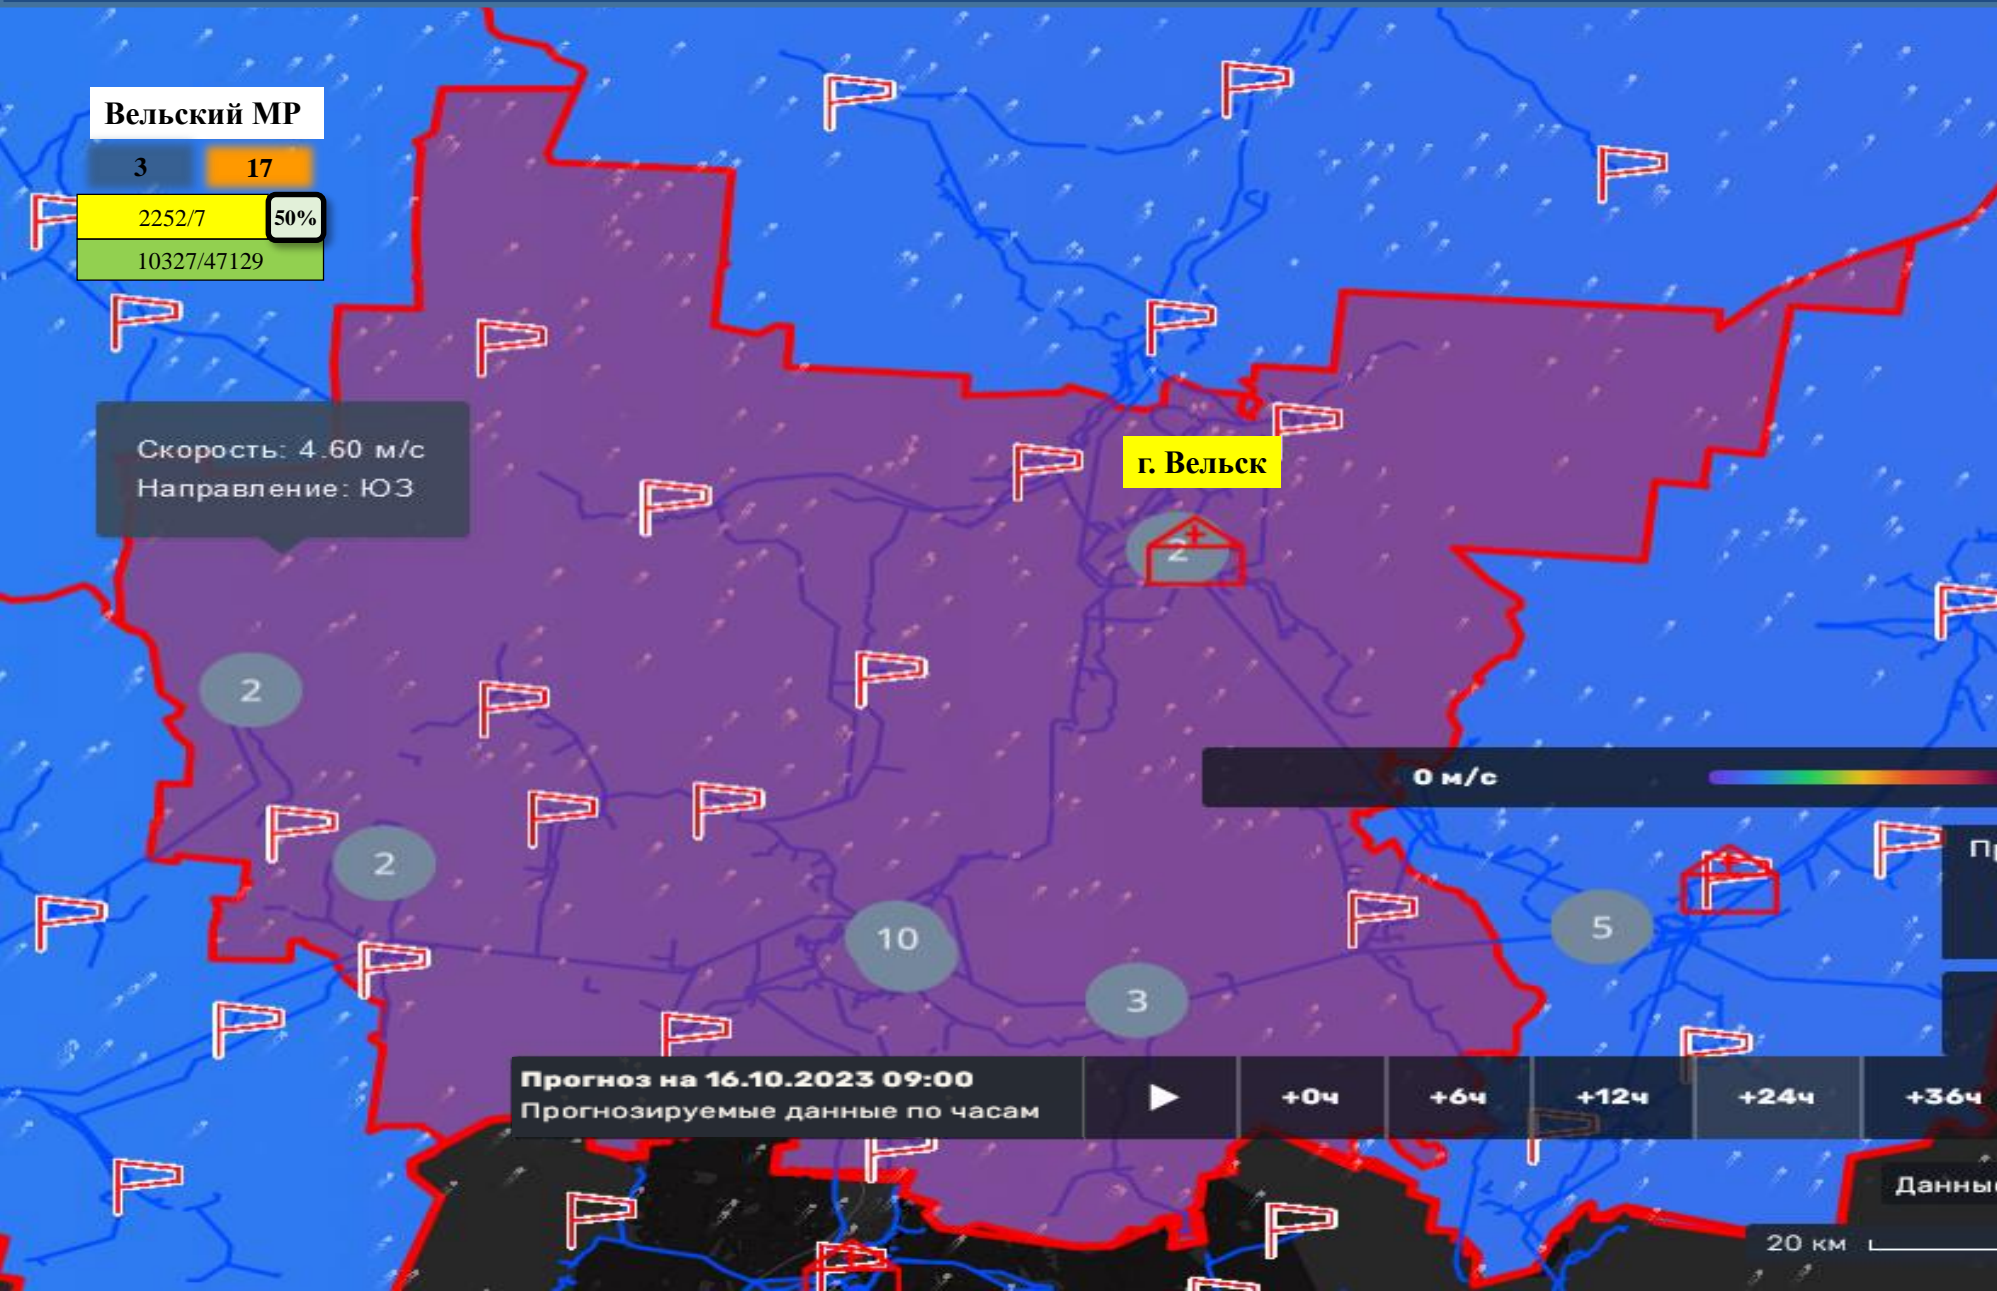 Вельский МР
3
17
2252/7
50%
10327/47129
Скорость: 4.60 м/с
Направление: ЮЗ
г. Вельск
2
2
0 м/с
2
10
5
3
Прогноз на 16.10.2023 09:00
Прогнозируемые данные по часам
+0ч
+6ч
+12ч
+24ч
+36ч
20 км